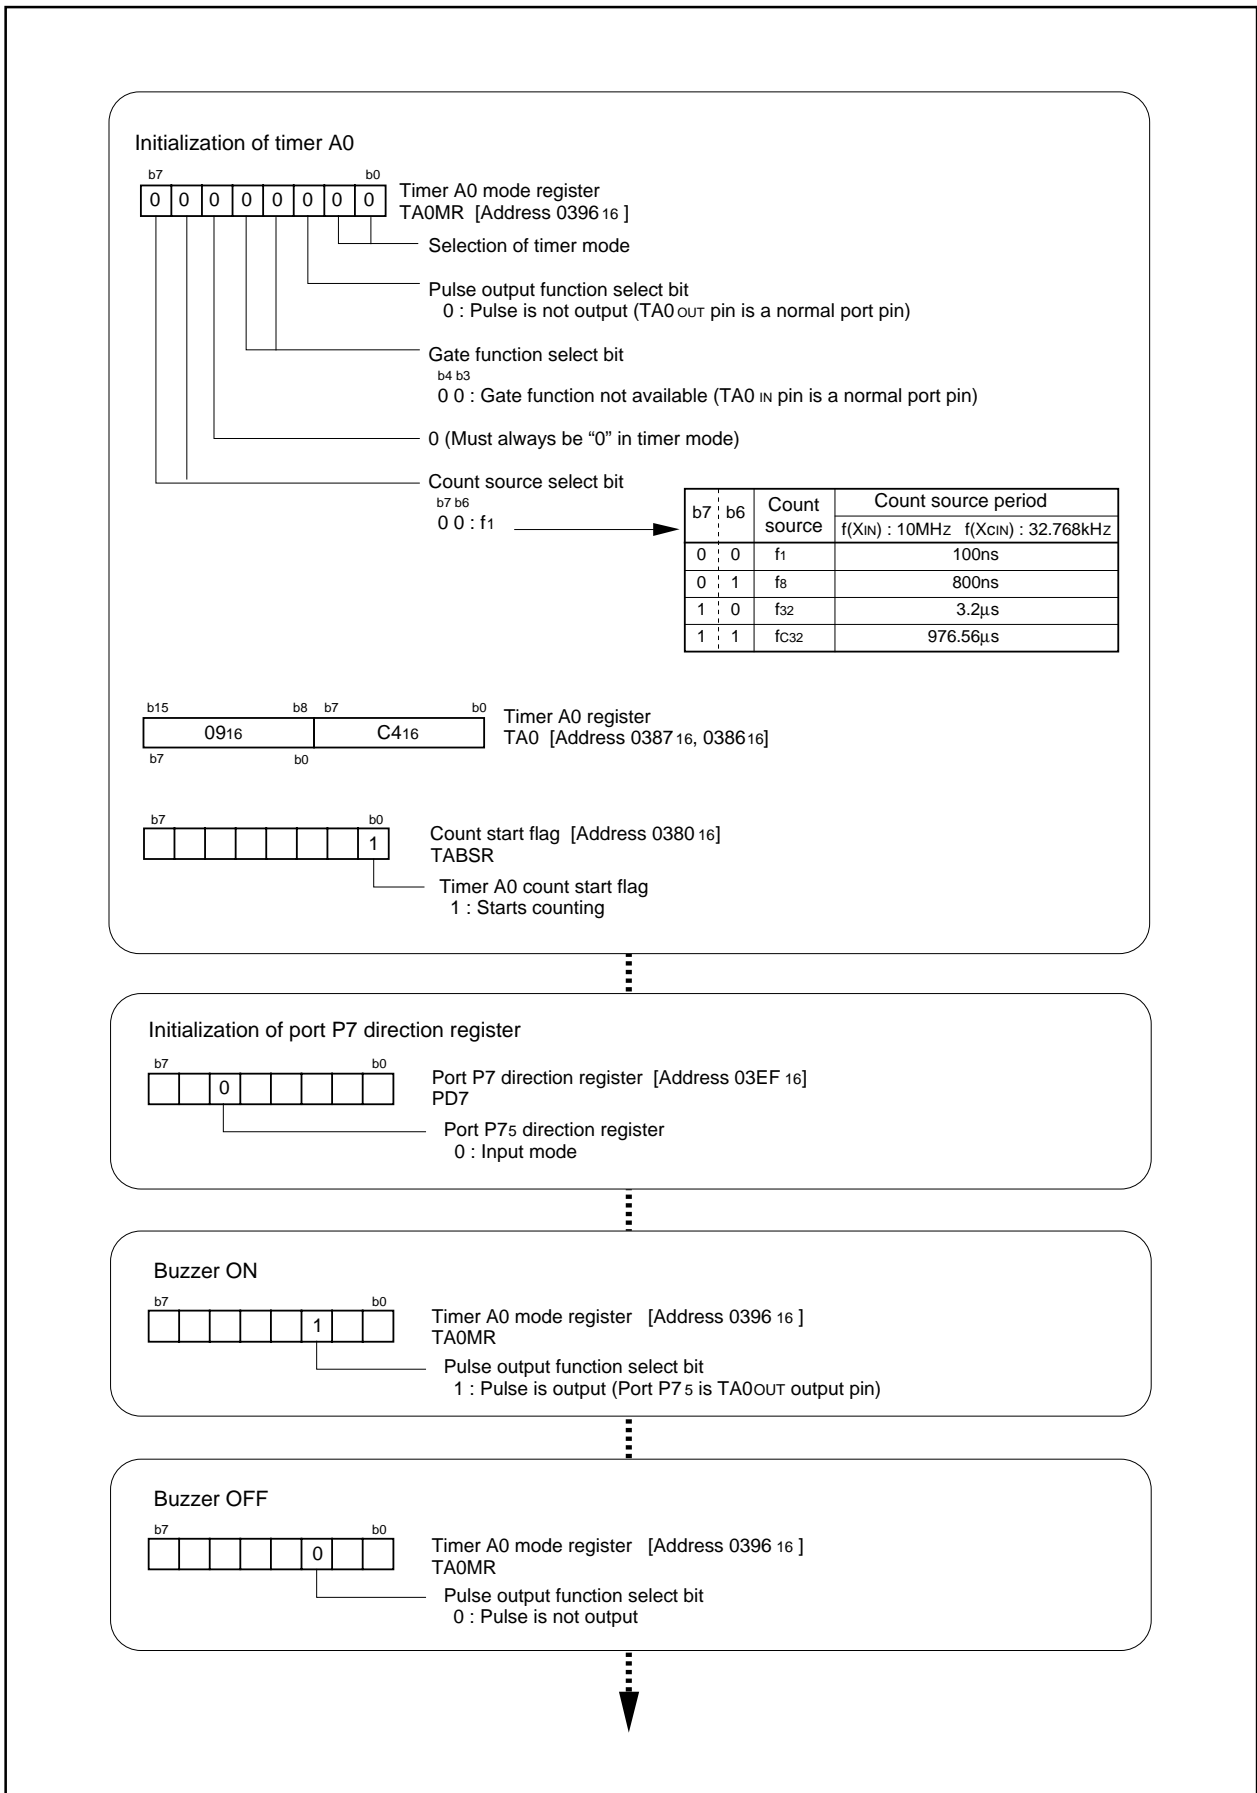 Initialization of timer A0
b7 b0
0 0 0 0 0 0 0 0
Timer A0 mode register
TA0MR [Address 0396 16 ]
Selection of timer mode
Pulse output function select bit
0 : Pulse is not output (TA0 OUT pin is a normal port pin)
Gate function select bit
b4 b3
0 0 : Gate function not available (TA0 IN pin is a normal port pin)
0 (Must always be “0” in timer mode)
Count source select bit
b7 b6
0 0 : f1
b7 b6 Count source Count source period
f(XIN) : 10MHZ f(XCIN) : 32.768kHZ
0 0 f1 100ns
0 1 f8 800ns
1 0 f32 3.2µs
1 1 fC32 976.56µs
b15 b8 b7 b0
0916 C416
b7 b0
Timer A0 register
TA0 [Address 0387 16, 0386 16]
b7 b0
1
Count start flag [Address 0380 16]
TABSR
Timer A0 count start flag
1 : Starts counting
Initialization of port P7 direction register
b7 b0
0
Port P7 direction register [Address 03EF 16]
PD7
Port P75 direction register
0 : Input mode
Buzzer ON
b7 b0
1
Timer A0 mode register [Address 0396 16 ]
TA0MR
Pulse output function select bit
1 : Pulse is output (Port P7 5 is TA0OUT output pin)
Buzzer OFF
b7 b0
0
Timer A0 mode register [Address 0396 16 ]
TA0MR
Pulse output function select bit
0 : Pulse is not output